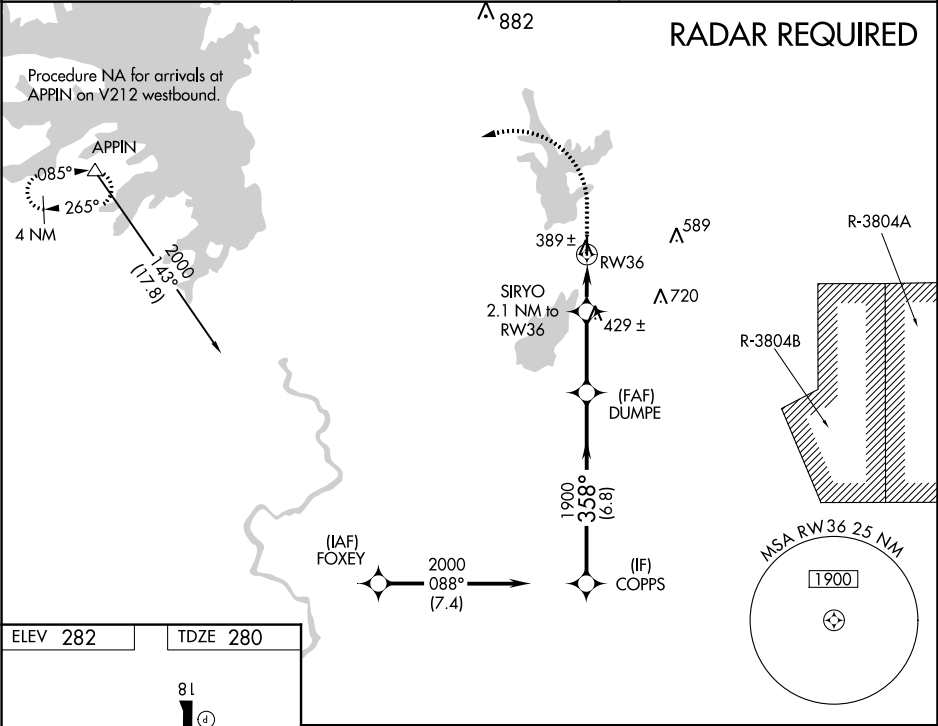 882
RADAR REQUIRED
Procedure NA for arrivals at
APPIN on V212 westbound.
APPIN
085°
265°
4 NM
2000
143°
(17.8)
389 ±
RW36
589
SIRYO
2.1 NM to
RW36
429 ±
720
R-3804A
R-3804B
(FAF)
DUMPE
1900
358°
(6.8)
(IAF)
FOXEY
2000
088°
(7.4)
(IF)
COPPS
MSA RW36 25 NM
1900
ELEV 282
TDZE 280
18
P